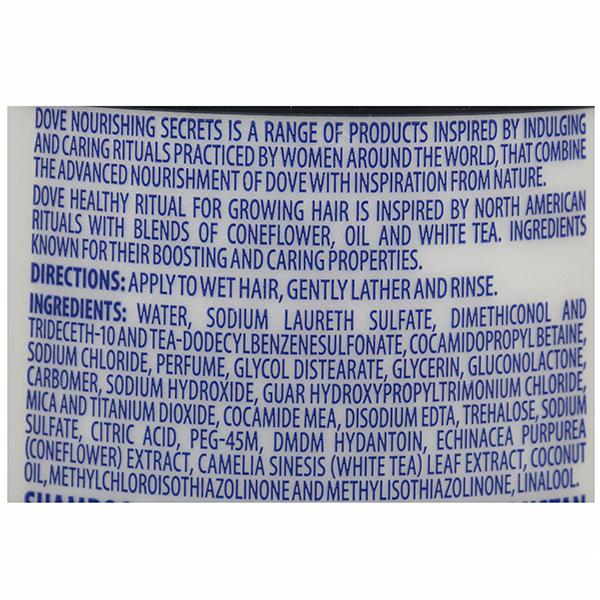 DOVE NOURISHING SECRETS IS A RANGE OF PRODUCTS INSPIRED BY INDULGING
AND CARING RITUALS PRACTICED BY WOMEN AROUND THE WORLD, THAT COMBINE
THE ADVANCED NOURISHMENT OF DOVE WITH INSPIRATION FROM NATURE.
DOVE HEALTHY RITUAL FOR GROWING HAIR IS INSPIRED BY NORTH AMERICAN
RITUALS WITH BLENDS OF CONEFLOWER, OIL AND WHITE TEA. INGREDIENTS
KNOWN FOR THEIR BOOSTING AND CARING PROPERTIES.
DIRECTIONS: APPLY TO WET HAIR, GENTLY LATHER AND RINSE.
INGREDIENTS: WATER, SODIUM LAURETH SULFATE, DIMETHICONOL AND
TRIDECETH-10 AND TEA-DODECYLBENZENESULFONATE, COCAMIDOPROPYL BETAINE,
SODIUM CHLORIDE, PERFUME, GLYCOL DISTEARATE, GLYCERIN, GLUCONOLACTONE,
CARBOMER, SODIUM HYDROXIDE, GUAR HYDROXYPROPYLTRIMONIUM CHLORIDE,
MICA AND TITANIUM DIOXIDE, COCAMIDE MEA, DISODIUM EDTA, TREHALOSE, SODIUM
SULFATE, CITRIC ACID, PEG-45M, DMDM HYDANTOIN, ECHINACEA PURPUREA
(CONEFLOWER) EXTRACT, CAMELIA SINESIS (WHITE TEA) LEAF EXTRACT, COCONUT
OIL, METHYLCHLOROISOTHIAZOLINONE AND METHYLISOTHIAZOLINONE, LINALOOL.